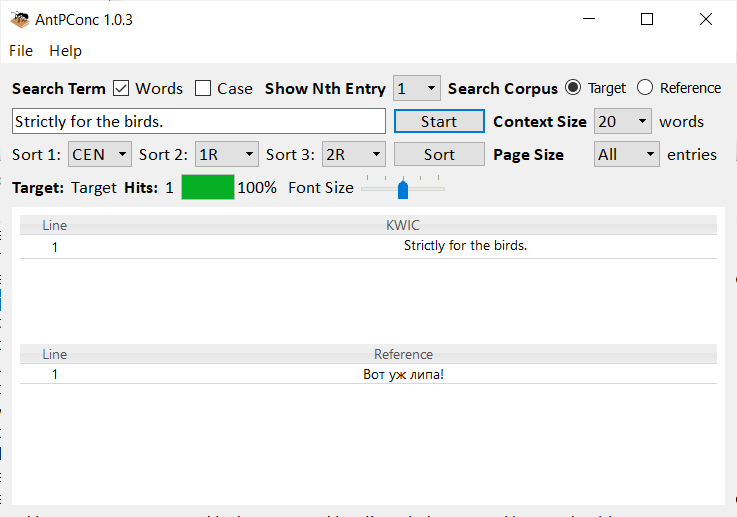 AntPConc 1.0.3
File Help
Search Term Words Case Show Nth Entry 1 Search Corpus Target Reference
Strictly for the birds. Start Context Size 20 words
Sort 1: CEN Sort 2: 1R Sort 3: 2R Sort Page Size All entries
Target: Target Hits: 1 100% Font Size
Line KWIC
1 Strictly for the birds.
Line Reference
1 Вот уж липа!